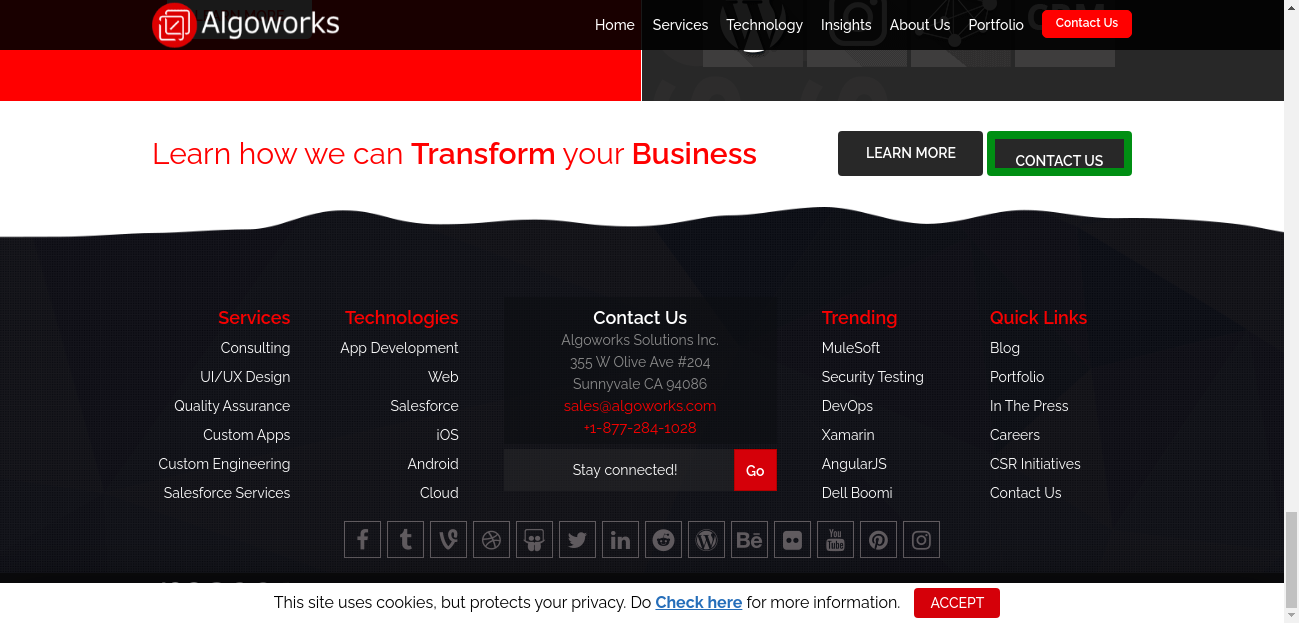 Algoworks
Home Services Technology Insights About Us Portfolio Contact Us
Learn how we can Transform your Business
LEARN MORE
CONTACT US
Services
Consulting
UI/UX Design
Quality Assurance
Custom Apps
Custom Engineering
Salesforce Services
Technologies
App Development
Web
Salesforce
iOS
Android
Cloud
Contact Us
Algoworks Solutions Inc.
355 W Olive Ave #204
Sunnyvale CA 94086
sales@algoworks.com
+1-877-284-1028
Stay connected!
Go
Trending
MuleSoft
Security Testing
DevOps
Xamarin
AngularJS
Dell Boomi
Quick Links
Blog
Portfolio
In The Press
Careers
CSR Initiatives
Contact Us
You Tube
This site uses cookies, but protects your privacy. Do Check here for more information.
ACCEPT